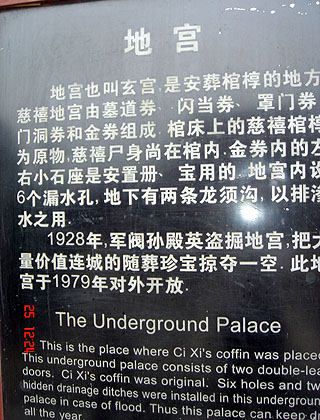 地宫
地宫也叫玄宫,是安葬棺椁的地方
慈禧地宫由墓道券、闪当券、罩门券
门洞券和金券组成.棺床上的慈禧棺椁
为原物,慈禧尸身尚在棺内.金券内的左
右小石座是安置册、宝用的.地宫内设
6个漏水孔,地下有两条龙须沟,以排渗
水之用.
1928年,军阀孙殿英盗掘地宫,把大
量价值连城的随葬珍宝掠夺一空.此地
宫于1979年对外开放.
The Underground Palace
This is the place where Ci Xi's coffin was placed
This underground palace consists of two double-lea
doors. Ci Xi's coffin was original. Six holes and tw
hidden drainage ditches were installed in this undergroun
palace in case of flood. Thus this palace can keep d
all the year.